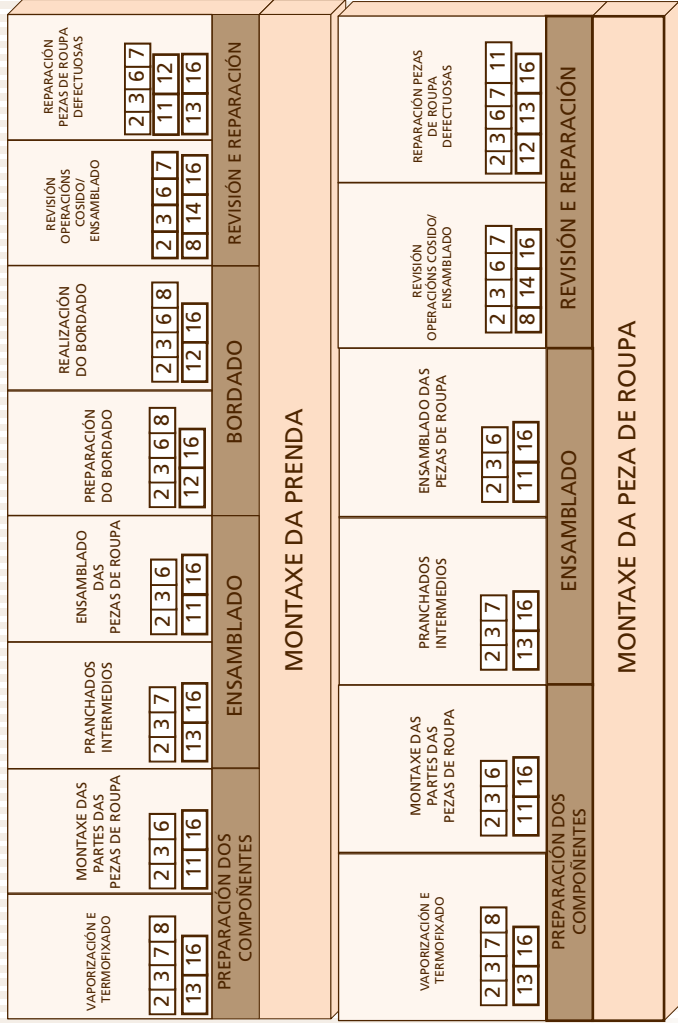 VAPORIZACIÓN E
TERMOFIXADO
2 3 7 8
13 16
MONTAXE DAS
PARTES DAS
PEZAS DE ROUPA
2 3 6
11 16
PRANCHADOS
INTERMEDIOS
2 3 7
13 16
ENSAMBLADO
DAS
PEZAS DE ROUPA
2 3 6
11 16
PREPARACIÓN
DO BORDADO
2 3 6 8
12 16
REALIZACIÓN
DO BORDADO
2 3 6 8
12 16
REVISIÓN
OPERACIÓNS
COSIDO/
ENSAMBLADO
2 3 6 7
8 14 16
REPARACIÓN
PEZAS DE ROUPA
DEFECTUOSAS
2 3 6 7
11 12
13 16
PREPARACIÓN DOS
COMPOÑENTES
ENSAMBLADO
BORDADO
REVISIÓN E REPARACIÓN
MONTAXE DA PRENDA
VAPORIZACIÓN E
TERMOFIXADO
2 3 7 8
13 16
MONTAXE DAS
PARTES DAS
PEZAS DE ROUPA
2 3 6
11 16
PRANCHADOS
INTERMEDIOS
2 3 7
13 16
ENSAMBLADO DAS
PEZAS DE ROUPA
2 3 6
11 16
REVISIÓN
OPERACIÓNS COSIDO/
ENSAMBLADO
2 3 6 7
8 14 16
REPARACIÓN PEZAS
DE ROUPA
DEFECTUOSAS
2 3 6 7 11
12 13 16
PREPARACIÓN DOS
COMPOÑENTES
ENSAMBLADO
REVISIÓN E REPARACIÓN
MONTAXE DA PEZA DE ROUPA